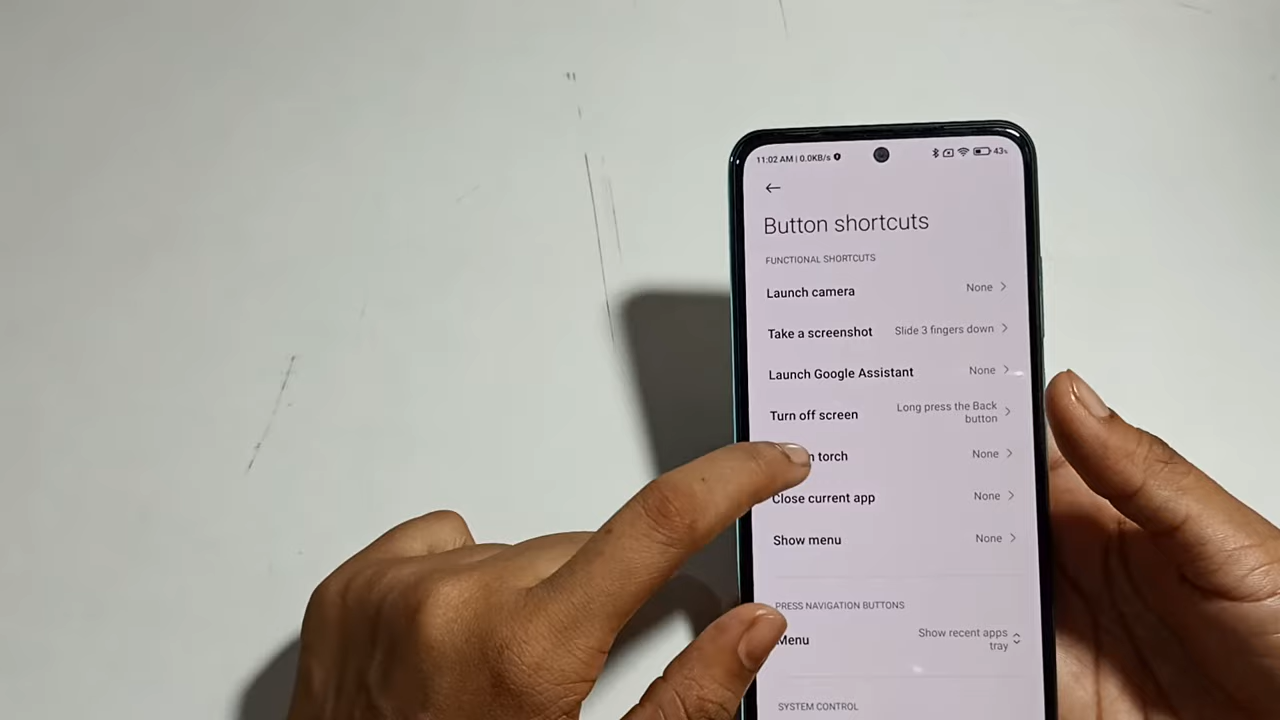 11:02 AM | 0.0KB/s
43%
Button shortcuts
FUNCTIONAL SHORTCUTS
Launch camera None
Take a screenshot Slide 3 fingers down
Launch Google Assistant None
Turn off screen Long press the Back
button
torch None
Close current app None
Show menu None
PRESS NAVIGATION BUTTONS
Menu Show recent apps
tray
SYSTEM CONTROL